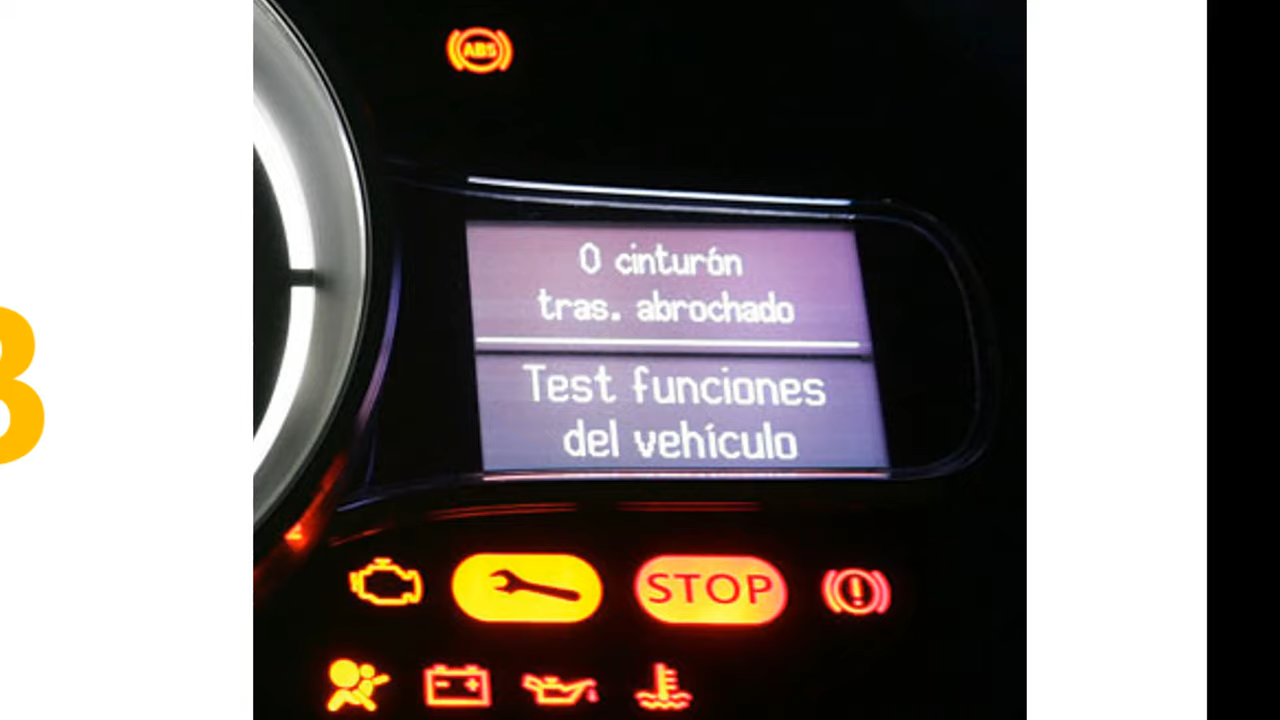 ABS
0 cinturón
tras. abrochado
Test funciones
del vehículo
STOP